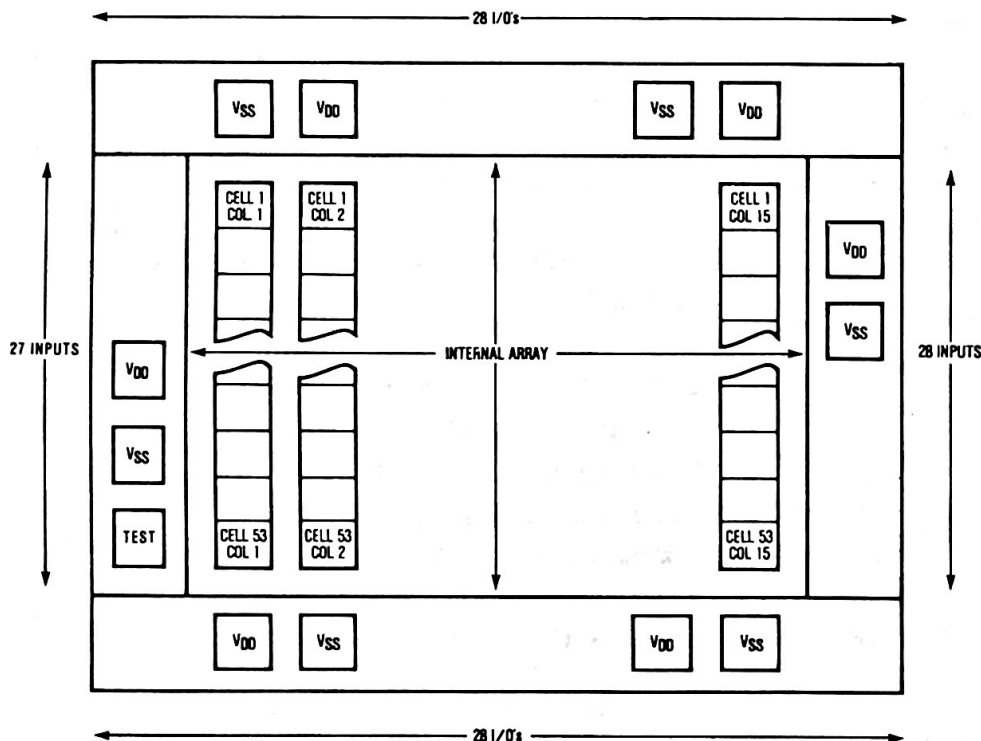 28 I/O's
VSS VDD VSS VDD
CELL 1 CELL 1 CELL 1
COL. 1 COL 2 COL 15
VDD
VSS
27 INPUTS
INTERNAL ARRAY
28 INPUTS
VDD
VSS
TEST
CELL 53 CELL 53 CELL 53
COL 1 COL 2 COL 15
VDD VSS VDD VSS
28 I/O's